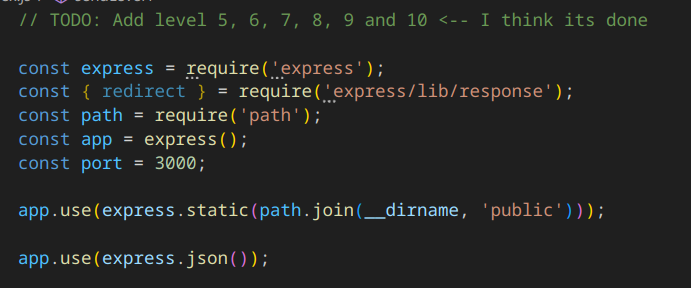 // TODO: Add level 5, 6, 7, 8, 9 and 10 <-- I think its done
const express = require('express');
const { redirect } = require('express/lib/response');
const path = require('path');
const app = express();
const port = 3000;
app.use(express.static(path.join(__dirname, 'public')));
app.use(express.json());